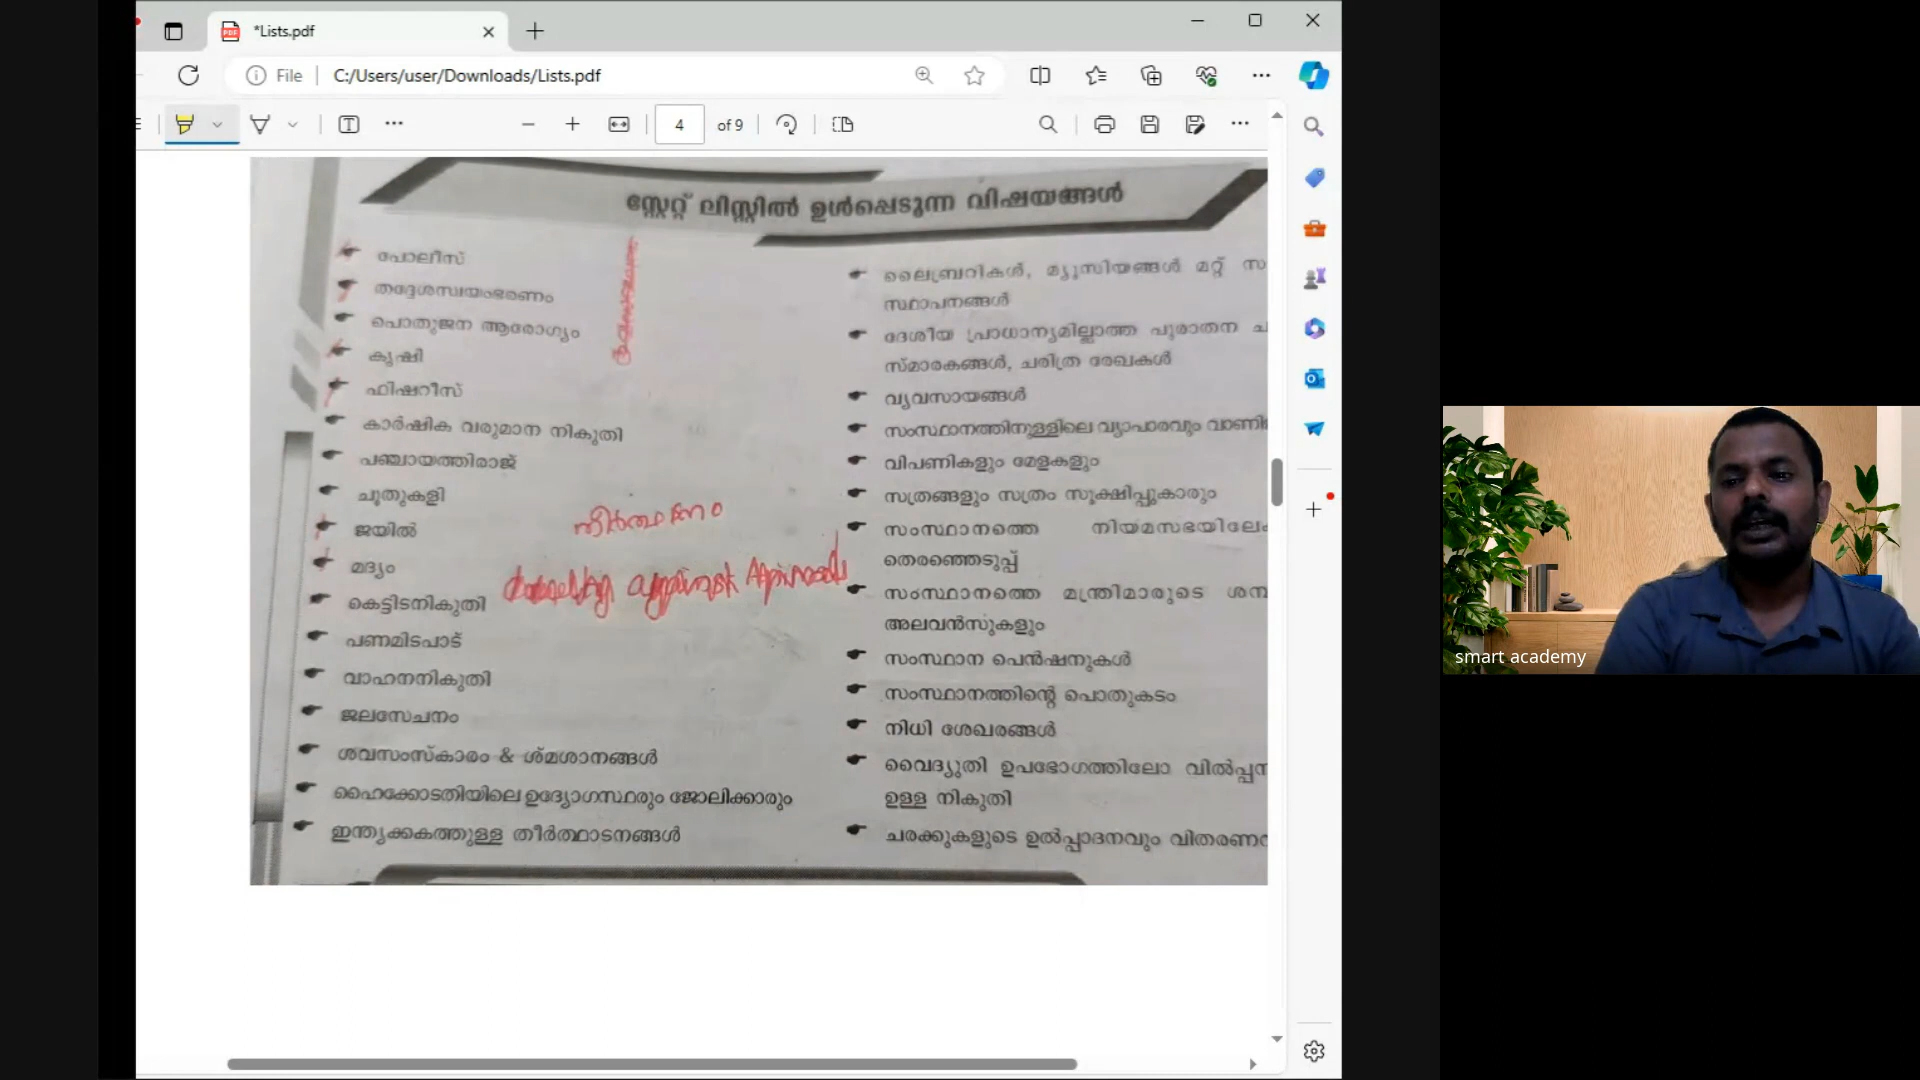 *Lists.pdf
File
C:/Users/user/Downloads/Lists.pdf
4 of 9
സ്റ്റേറ്റ് ലിസ്റ്റിൽ ഉൾപ്പെടുന്ന വിഷയങ്ങൾ
പോലീസ്
തദ്ദേശസ്വയംഭരണം
പൊതുജന ആരോഗ്യം
കൃഷി
ഫിഷറീസ്
കാർഷിക വരുമാന നികുതി
പഞ്ചായത്തിരാജ്
ചൂതുകളി
ജയിൽ
മദ്യം
കെട്ടിടനികുതി
പണമിടപാട്
വാഹനനികുതി
ജലസേചനം
ശവസംസ്കാരം & ശ്മശാനങ്ങൾ
ഹൈക്കോടതിയിലെ ഉദ്യോഗസ്ഥരും ജോലിക്കാരും
ഇന്ത്യക്കകത്തുള്ള തീർത്ഥാടനങ്ങൾ
ലൈബ്രറികൾ, മ്യൂസിയങ്ങൾ മറ്റ്
സ്ഥാപനങ്ങൾ
ദേശീയ പ്രാധാന്യമില്ലാത്ത പുരാതന
സ്മാരകങ്ങൾ, ചരിത്ര രേഖകൾ
വ്യവസായങ്ങൾ
സംസ്ഥാനത്തിനുള്ളിലെ വ്യാപാരവും
വിപണികളും മേളകളും
സത്രങ്ങളും സത്രം സൂക്ഷിപ്പുകാരും
സംസ്ഥാനത്തെ
തെരഞ്ഞെടുപ്പ്
സംസ്ഥാനത്തെ മന്ത്രിമാരുടെ
അലവൻസുകളും
സംസ്ഥാന പെൻഷനുകൾ
സംസ്ഥാനത്തിന്റെ പൊതുകടം
നിധി ശേഖരങ്ങൾ
വൈദ്യുതി ഉപഭോഗത്തിലോ
ഉള്ള നികുതി
ചരക്കുകളുടെ ഉൽപ്പാദനവും
smart academy